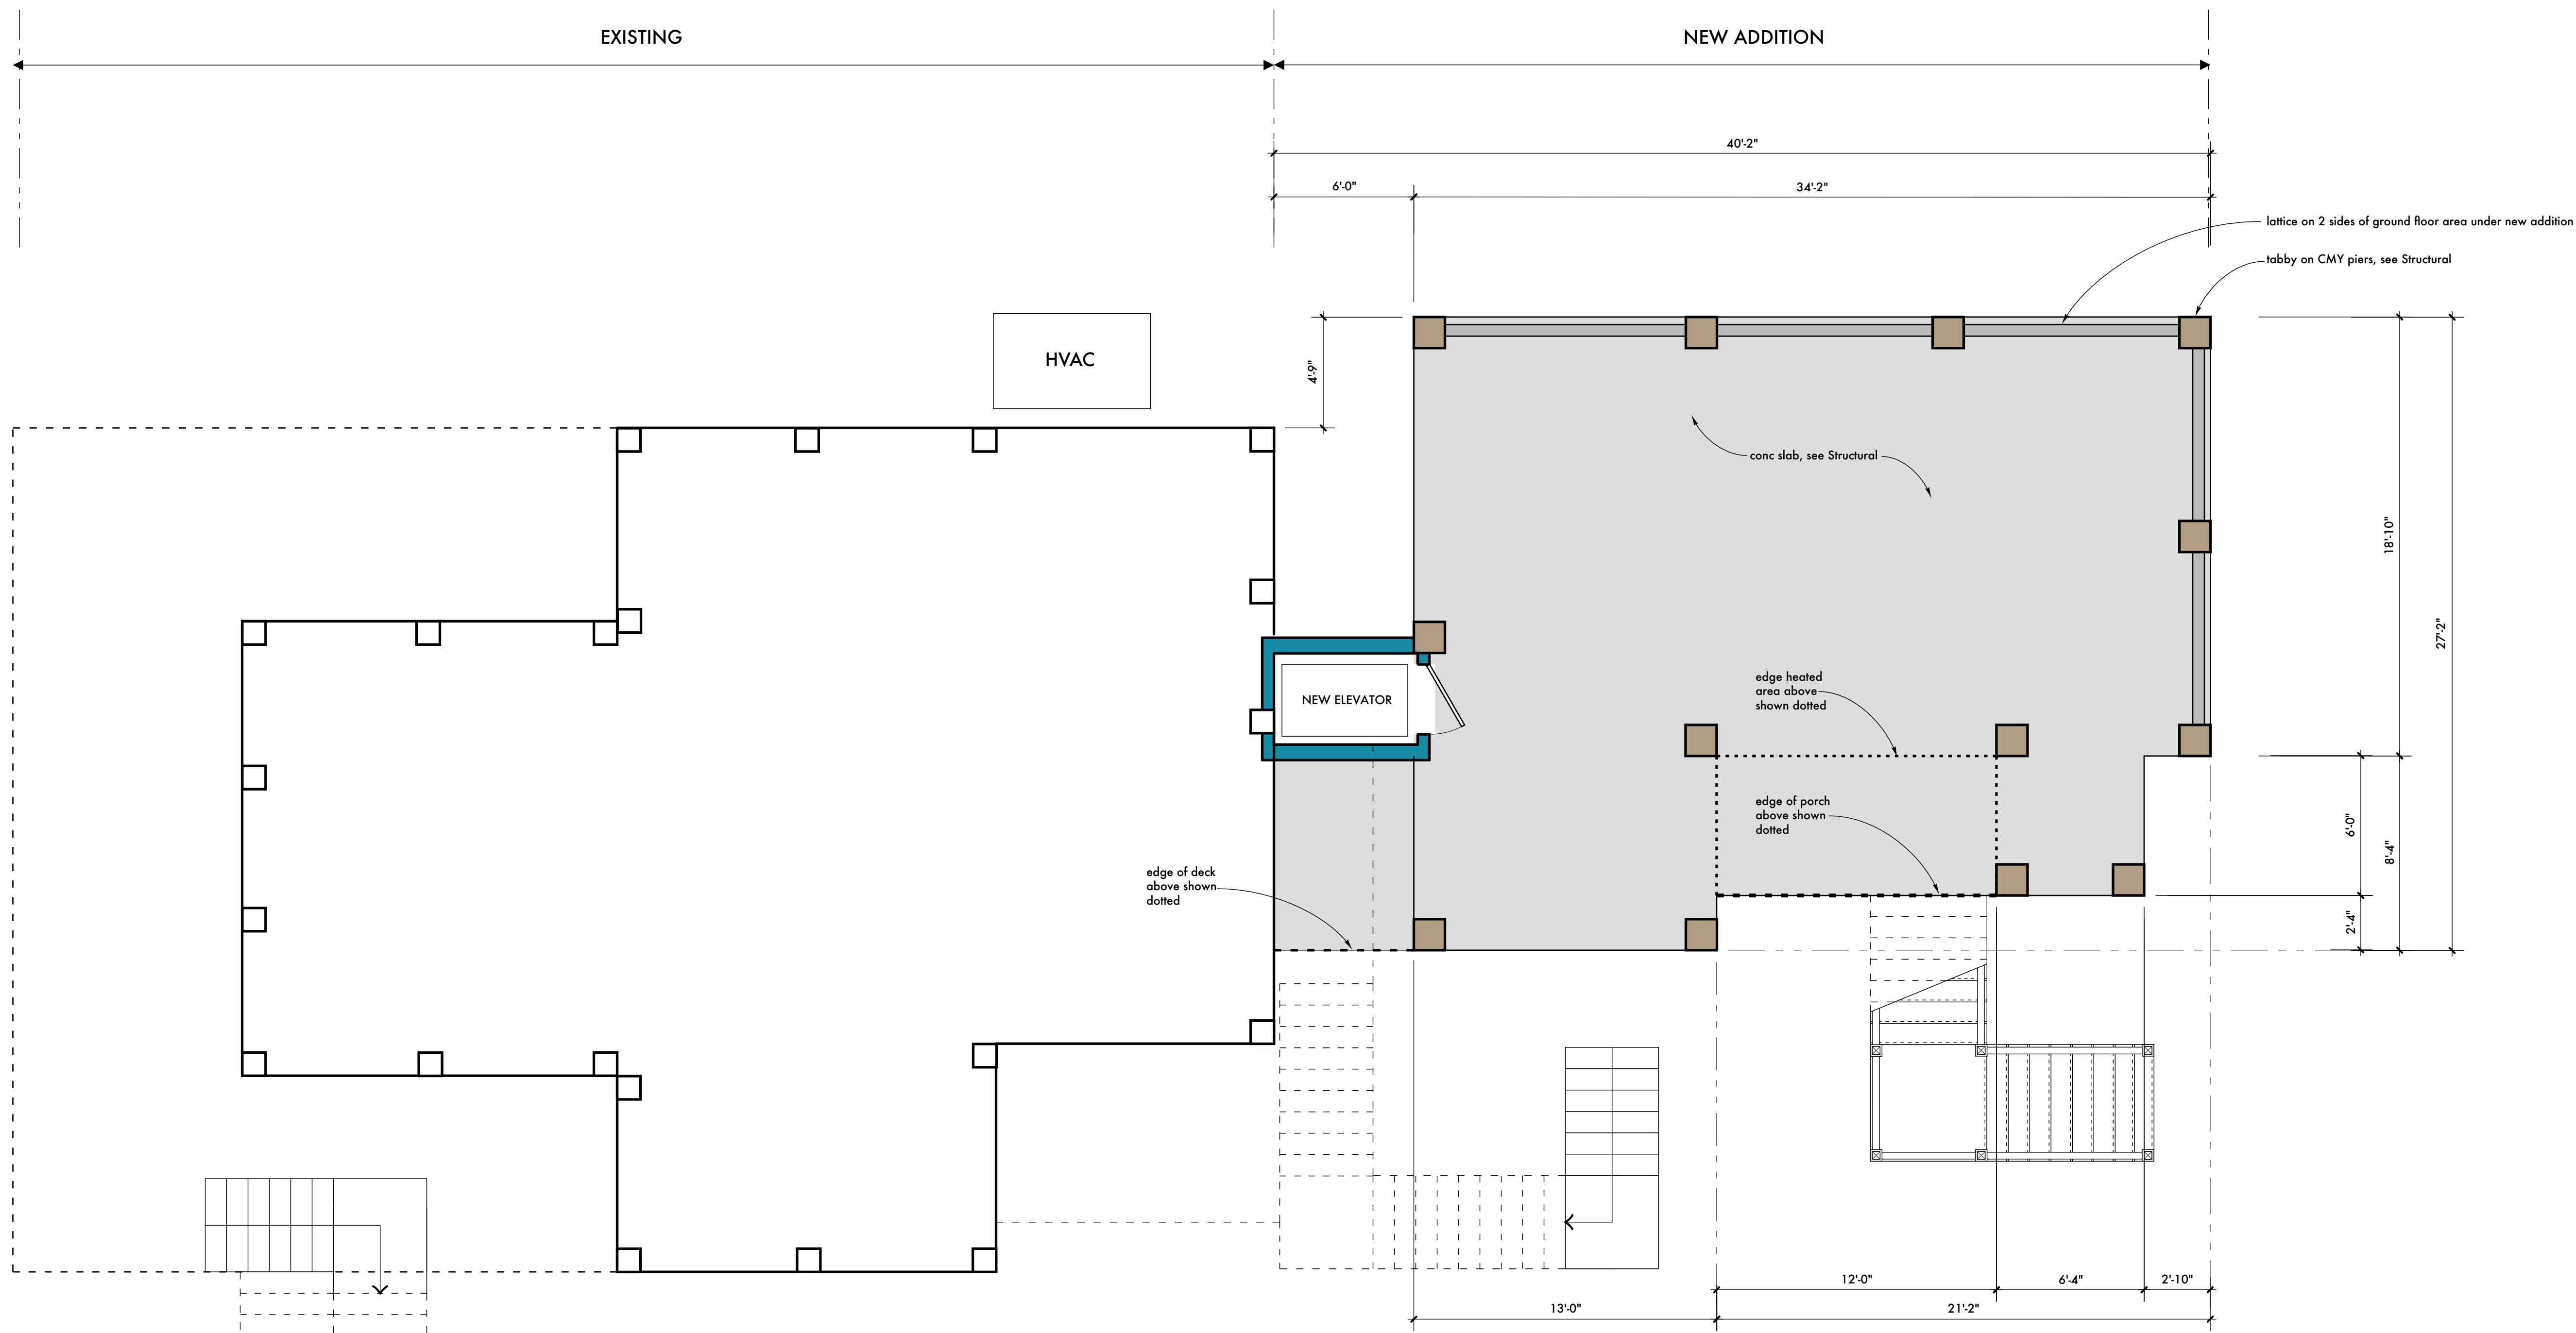 EXISTING
NEW ADDITION
40'-2"
6'-0"
34'-2"
lattice on 2 sides of ground floor area under new addition
tabby on CMY piers, see Structural
HVAC
4'-9"
conc slab, see Structural
18'-10"
27'-2"
NEW ELEVATOR
edge heated
area above
shown dotted
edge of porch
above shown
dotted
6'-0"
8'-4"
edge of deck
above shown
dotted
2'-4"
12'-0"
6'-4"
2'-10"
13'-0"
21'-2"